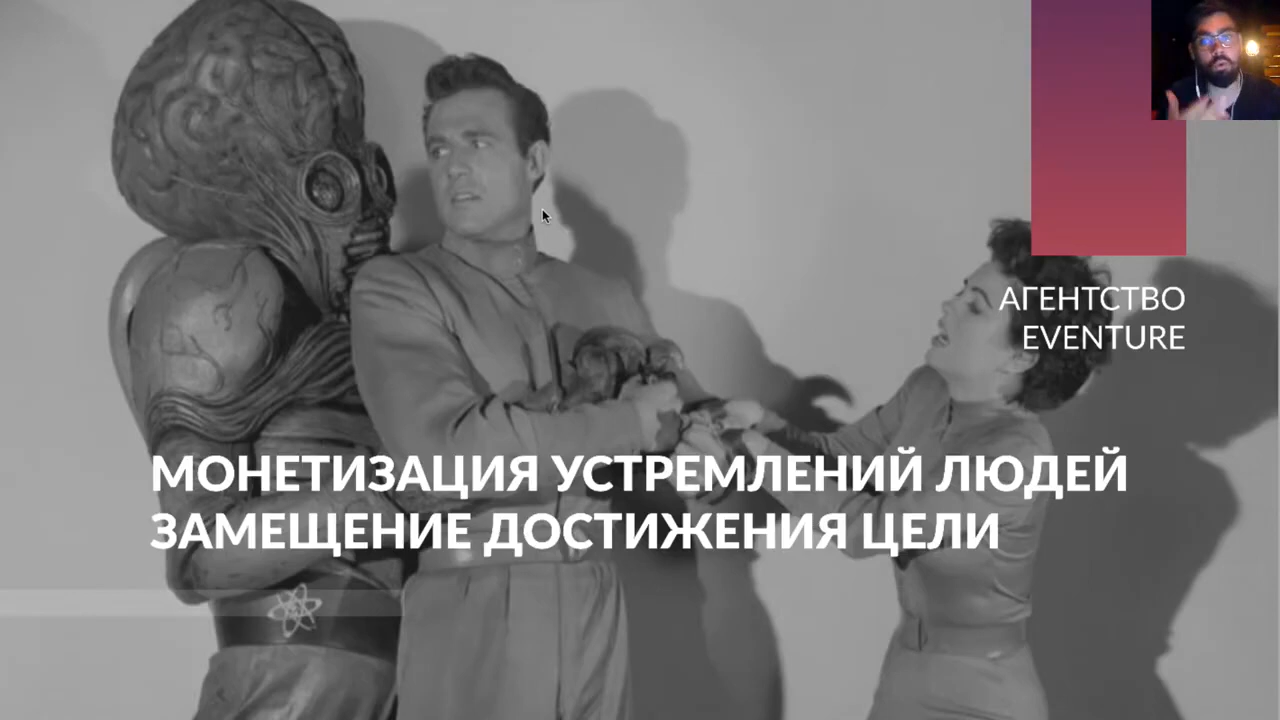 АГЕНТСТВО
EVENTURE
МОНЕТИЗАЦИЯ УСТРЕМЛЕНИЙ ЛЮДЕЙ
ЗАМЕЩЕНИЕ ДОСТИЖЕНИЯ ЦЕЛИ